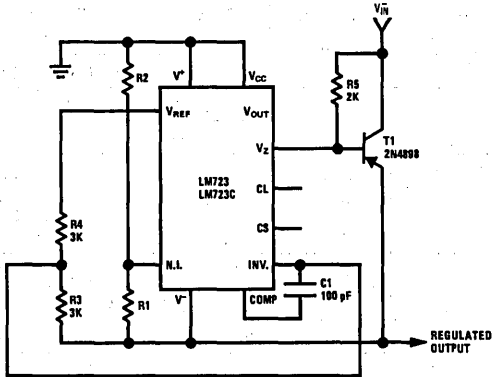 VIN
V+
VCC
R2
R5
2K
VREF
VOUT
VZ
T1
2N4898
LM723
LM723C
CL
CS
R4
3K
N.I.
INV.
R3
3K
R1
V−
COMP
C1
100 pF
REGULATED
OUTPUT